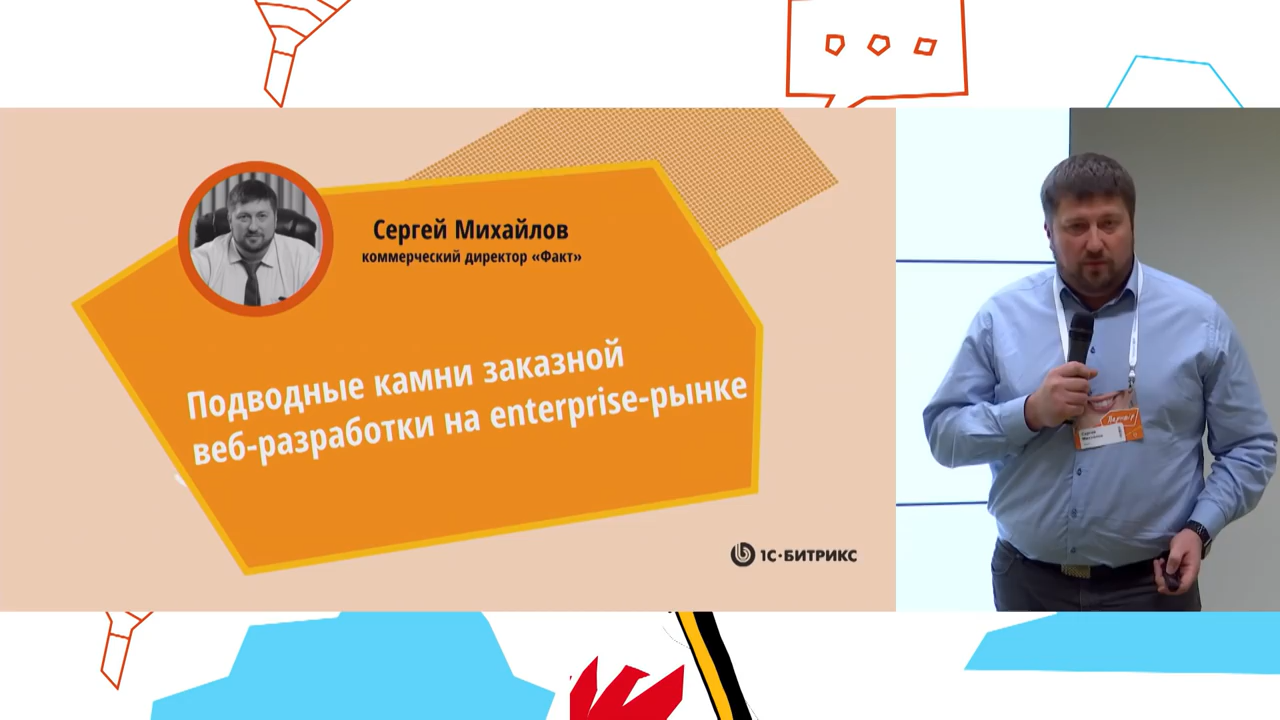 Сергей Михайлов
коммерческий директор «Факт»
Подводные камни заказной
веб-разработки на enterprise-рынке
1С·БИТРИКС